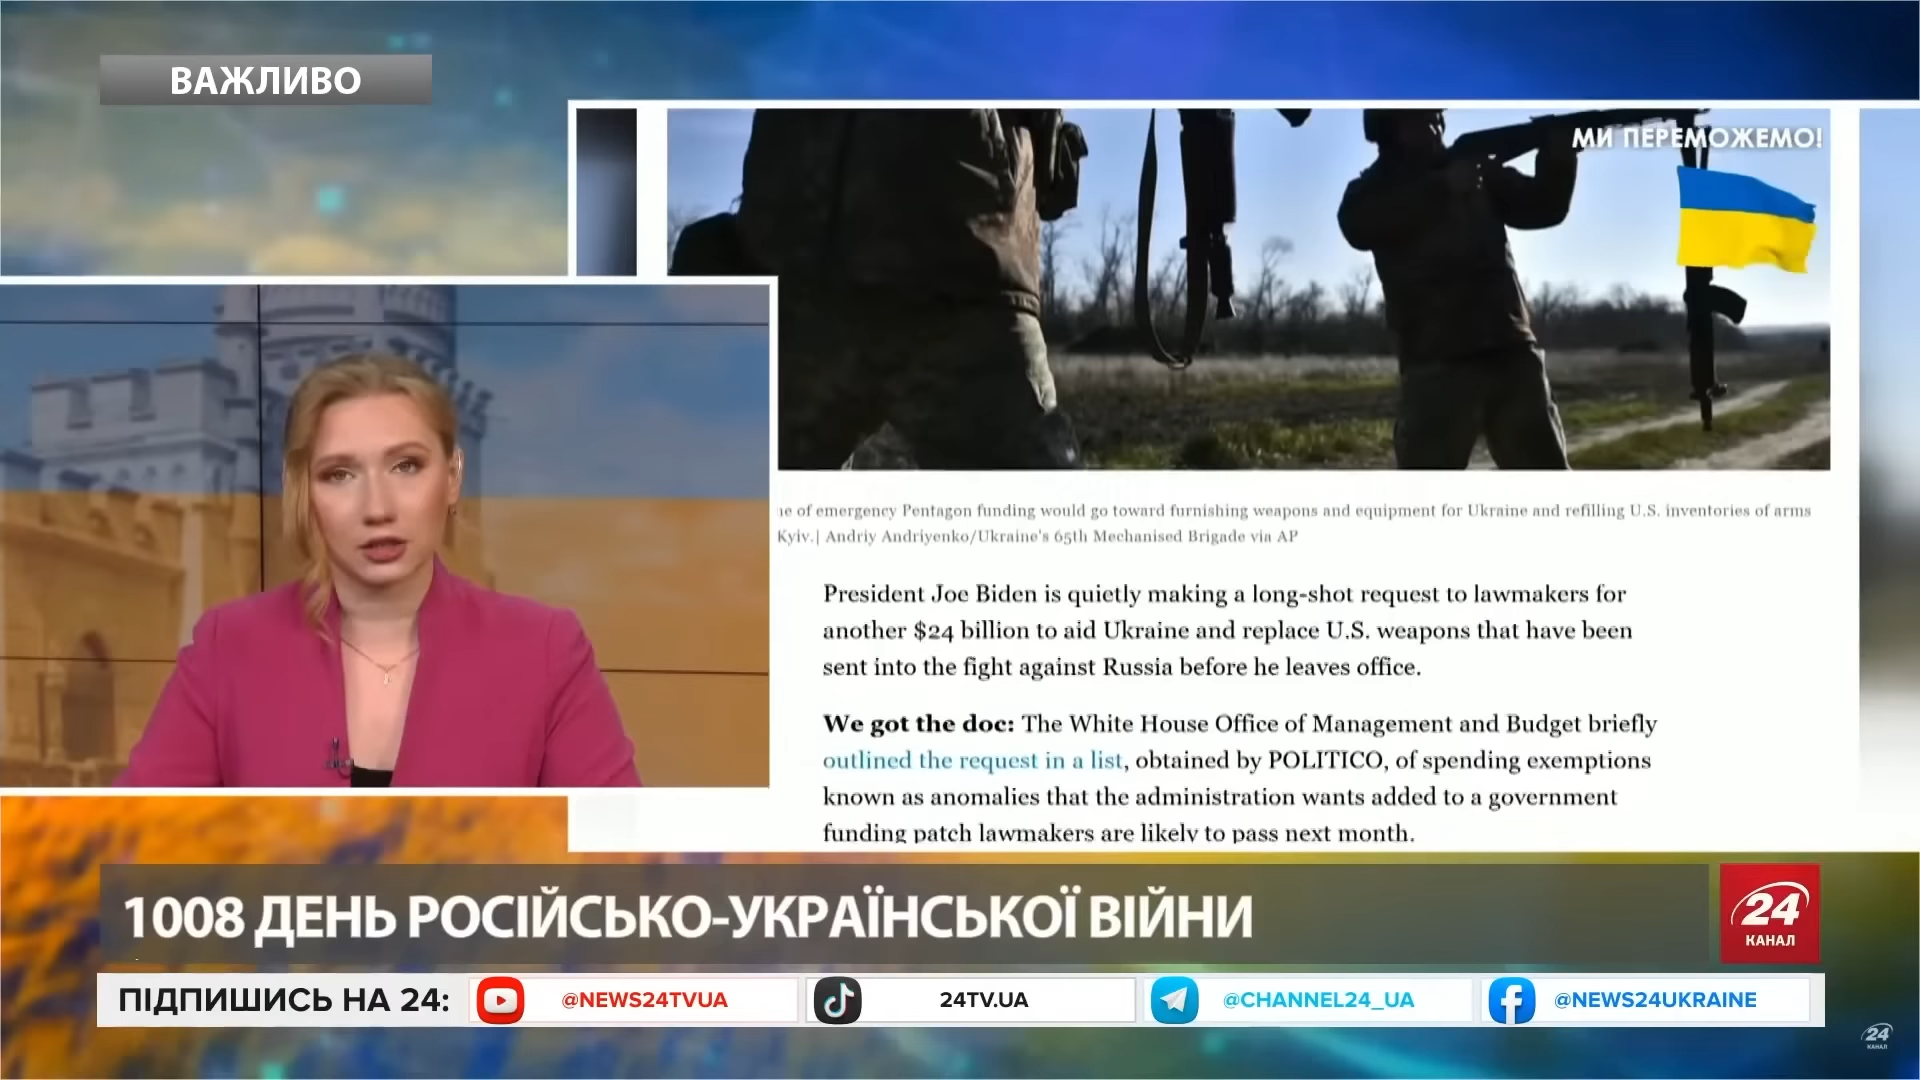 ВАЖЛИВО
МИ ПЕРЕМОЖЕМО!
of emergency Pentagon funding would go toward furnishing weapons and equipment for Ukraine and refilling U.S. inventories of arms
Kyiv.| Andriy Andriyenko/Ukraine's 65th Mechanised Brigade via AP
President Joe Biden is quietly making a long-shot request to lawmakers for
another $24 billion to aid Ukraine and replace U.S. weapons that have been
sent into the fight against Russia before he leaves office.
We got the doc: The White House Office of Management and Budget briefly
outlined the request in a list, obtained by POLITICO, of spending exemptions
known as anomalies that the administration wants added to a government
funding patch lawmakers are likely to pass next month.
1008 ДЕНЬ РОСІЙСЬКО-УКРАЇНСЬКОЇ ВІЙНИ
24
КАНАЛ
ПІДПИШИСЬ НА 24:
@NEWS24TVUA
24TV.UA
@CHANNEL24_UA
@NEWS24UKRAINE
24
КАНАЛ